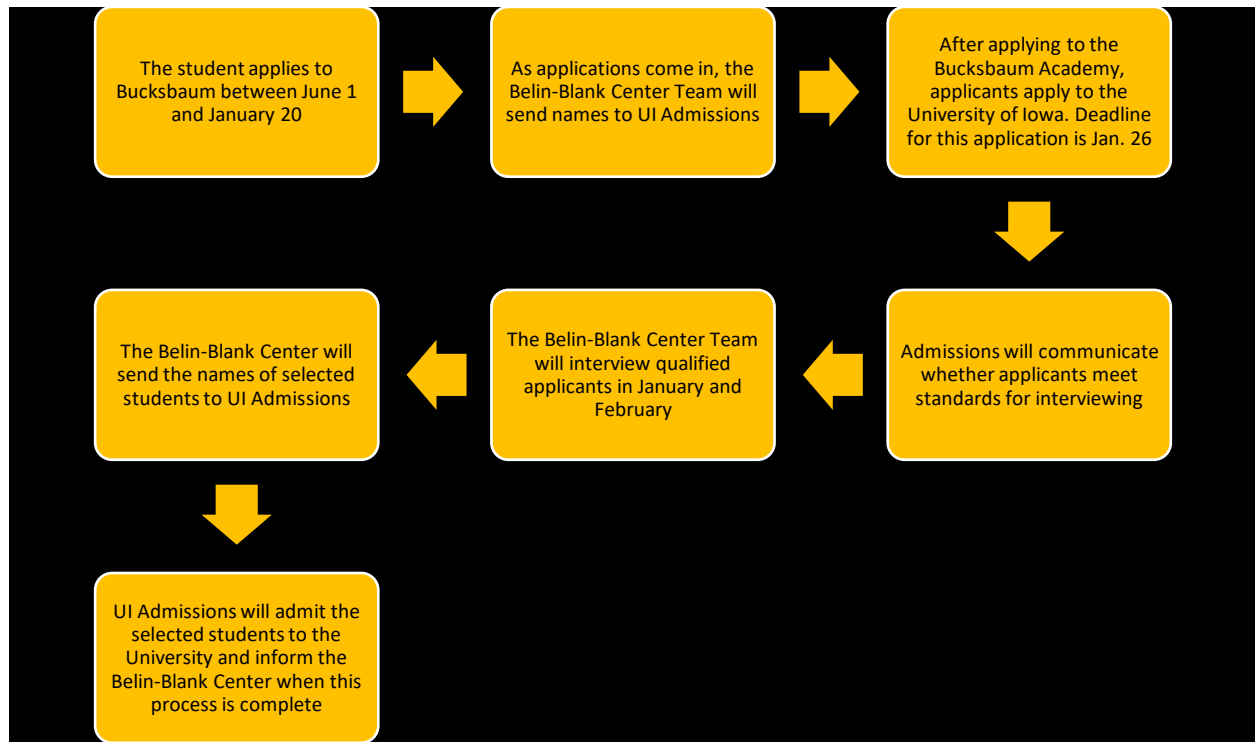 The student applies to
Bucksbaum between June 1
and January 20
As applications come in, the
Belin-Blank Center Team will
send names to UI Admissions
After applying to the
Bucksbaum Academy,
applicants apply to the
University of Iowa. Deadline
for this application is Jan. 26
Admissions will communicate
whether applicants meet
standards for interviewing
The Belin-Blank Center Team
will interview qualified
applicants in January and
February
The Belin-Blank Center will
send the names of selected
students to UI Admissions
UI Admissions will admit the
selected students to the
University and inform the
Belin-Blank Center when this
process is complete